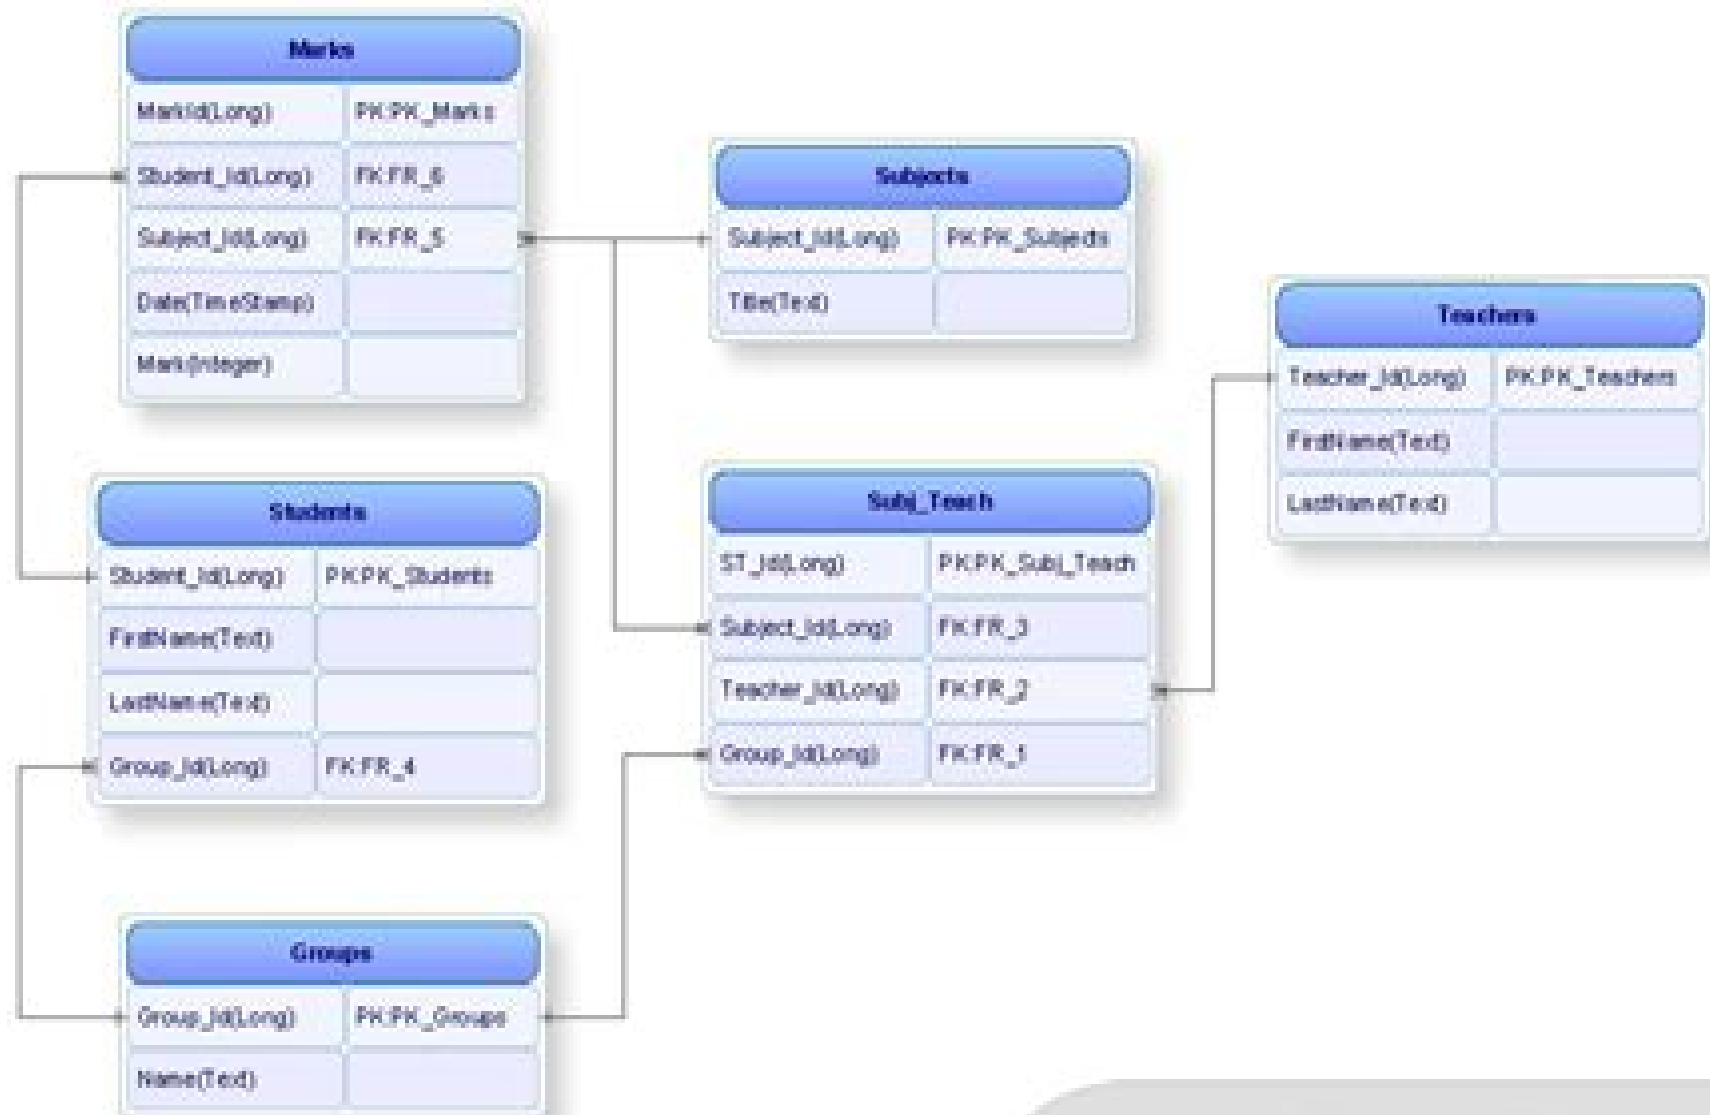 Marks
MarkId(Long) PK:PK_Marks
Student_Id(Long) FK:FR_6
Subject_Id(Long) FK:FR_5
Date(TimeStamp)
Mark(Integer)
Subjects
Subject_Id(Long) PK:PK_Subjects
Title(Text)
Teachers
Teacher_Id(Long) PK:PK_Teachers
FirstName(Text)
LastName(Text)
Students
Student_Id(Long) PK:PK_Students
FirstName(Text)
LastName(Text)
Group_Id(Long) FK:FR_4
Subj_Teach
ST_Id(Long) PK:PK_Subj_Teach
Subject_Id(Long) FK:FR_3
Teacher_Id(Long) FK:FR_2
Group_Id(Long) FK:FR_1
Groups
Group_Id(Long) PK:PK_Groups
Name(Text)